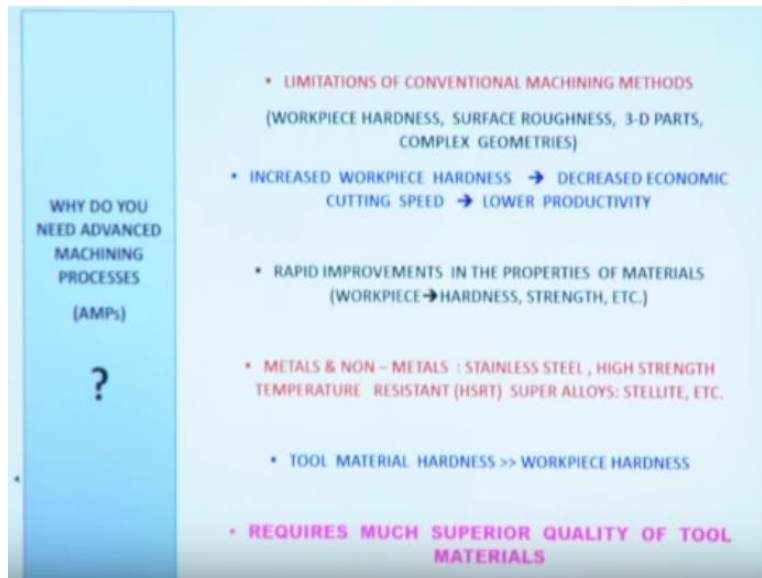 WHY DO YOU
NEED ADVANCED
MACHINING
PROCESSES
(AMPs)
?
• LIMITATIONS OF CONVENTIONAL MACHINING METHODS
(WORKPIECE HARDNESS, SURFACE ROUGHNESS, 3-D PARTS,
COMPLEX GEOMETRIES)
• INCREASED WORKPIECE HARDNESS → DECREASED ECONOMIC
CUTTING SPEED → LOWER PRODUCTIVITY
• RAPID IMPROVEMENTS IN THE PROPERTIES OF MATERIALS
(WORKPIECE→HARDNESS, STRENGTH, ETC.)
• METALS & NON – METALS : STAINLESS STEEL , HIGH STRENGTH
TEMPERATURE RESISTANT (HSRT) SUPER ALLOYS: STELLITE, ETC.
• TOOL MATERIAL HARDNESS >> WORKPIECE HARDNESS
• REQUIRES MUCH SUPERIOR QUALITY OF TOOL
MATERIALS